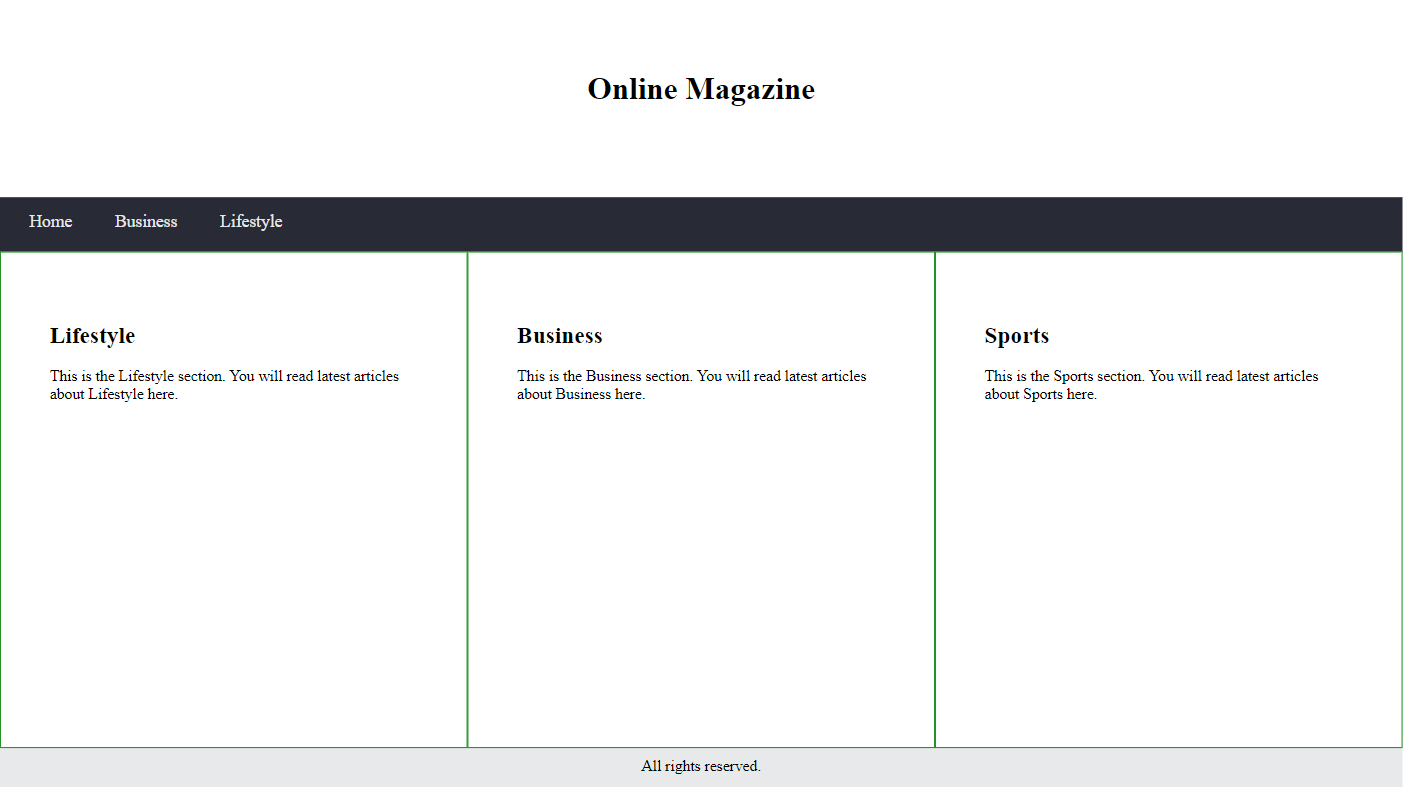 Online Magazine
Home Business Lifestyle
Lifestyle
This is the Lifestyle section. You will read latest articles
about Lifestyle here.
Business
This is the Business section. You will read latest articles
about Business here.
Sports
This is the Sports section. You will read latest articles
about Sports here.
All rights reserved.